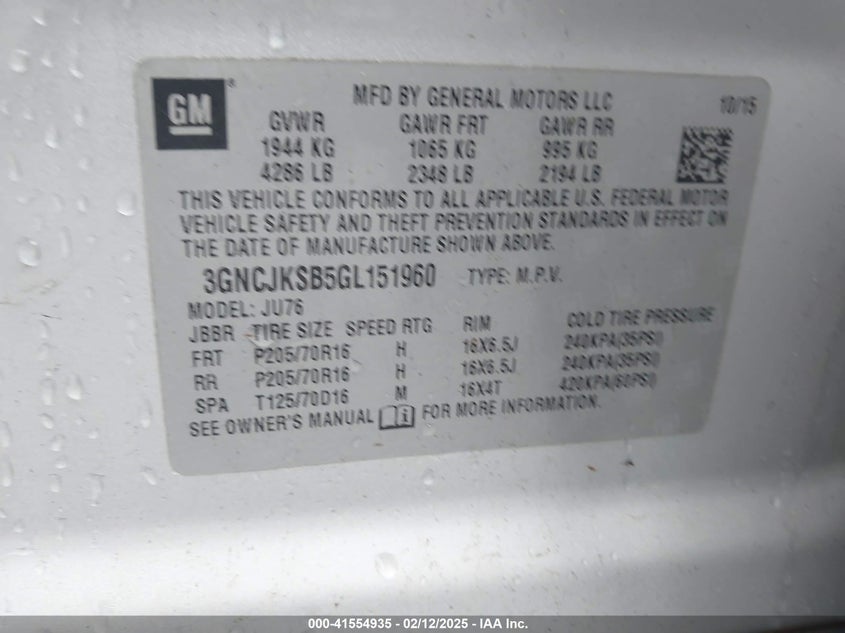 GM®
MFD BY GENERAL MOTORS LLC 10/15
GVWR GAWR FRT GAWR RR
1944 KG 1065 KG 995 KG
4286 LB 2348 LB 2194 LB
THIS VEHICLE CONFORMS TO ALL APPLICABLE U.S. FEDERAL MOTOR
VEHICLE SAFETY AND THEFT PREVENTION STANDARDS IN EFFECT ON
THE DATE OF MANUFACTURE SHOWN ABOVE.
3GNCJKSB5GL151960 TYPE: M.P.V.
MODEL: JU76
JBBR TIRE SIZE SPEED RTG RIM COLD TIRE PRESSURE
FRT P205/70R16 H 16X6.5J 240KPA(35PSI)
RR P205/70R16 H 16X6.5J 240KPA(35PSI)
SPA T125/70D16 M 16X4T 420KPA(60PSI)
SEE OWNER'S MANUAL i FOR MORE INFORMATION.
000-41554935 - 02/12/2025 - IAA Inc.